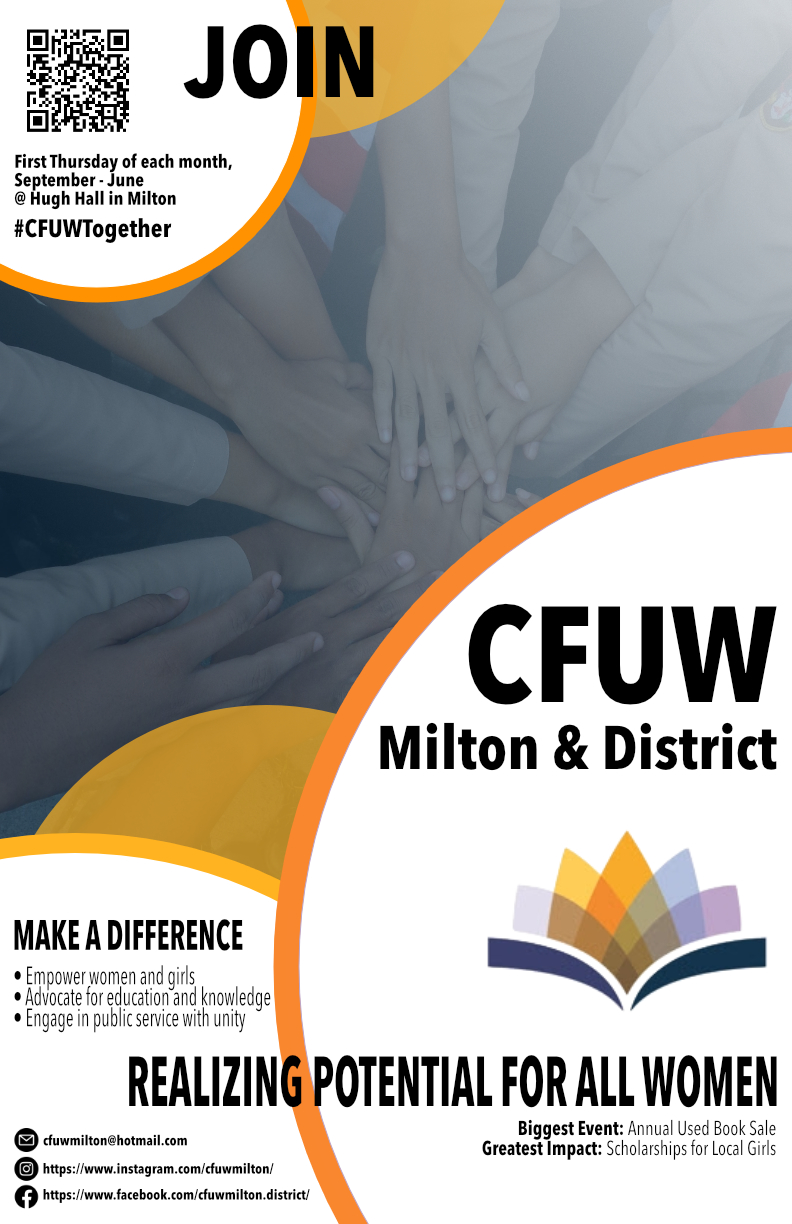 JOIN
First Thursday of each month,
September - June
@ Hugh Hall in Milton
#CFUWTogether
CFUW
Milton & District
MAKE A DIFFERENCE
• Empower women and girls
• Advocate for education and knowledge
• Engage in public service with unity
REALIZING POTENTIAL FOR ALL WOMEN
Biggest Event: Annual Used Book Sale
Greatest Impact: Scholarships for Local Girls
cfuwmilton@hotmail.com
https://www.instagram.com/cfuwmilton/
https://www.facebook.com/cfuwmilton.district/